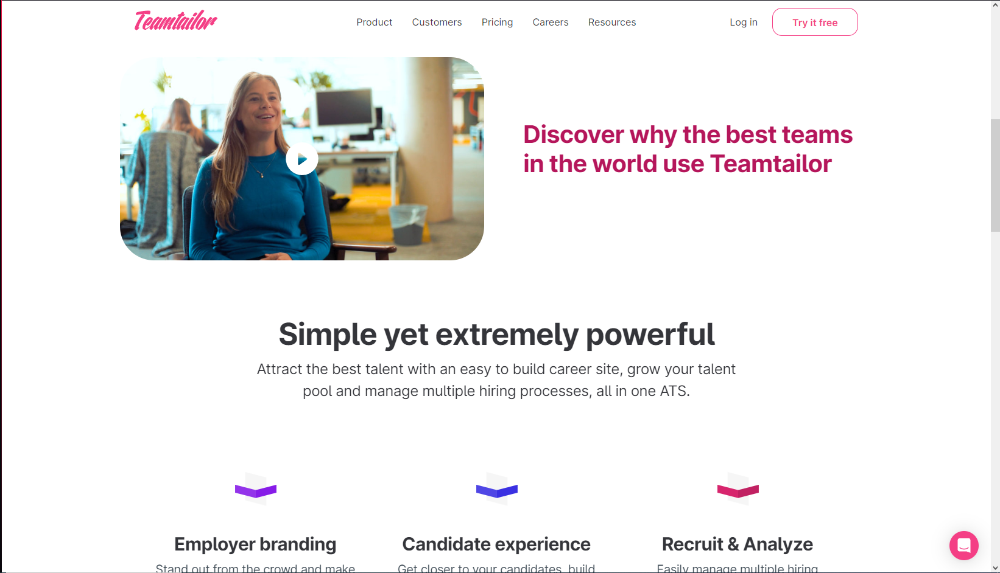 Teamtailor
Product Customers Pricing Careers Resources Log in Try it free
Discover why the best teams
in the world use Teamtailor
Simple yet extremely powerful
Attract the best talent with an easy to build career site, grow your talent
pool and manage multiple hiring processes, all in one ATS.
Employer branding
Stand out from the crowd and make
Candidate experience
Get closer to your candidates, build
Recruit & Analyze
Easily manage multiple hiring